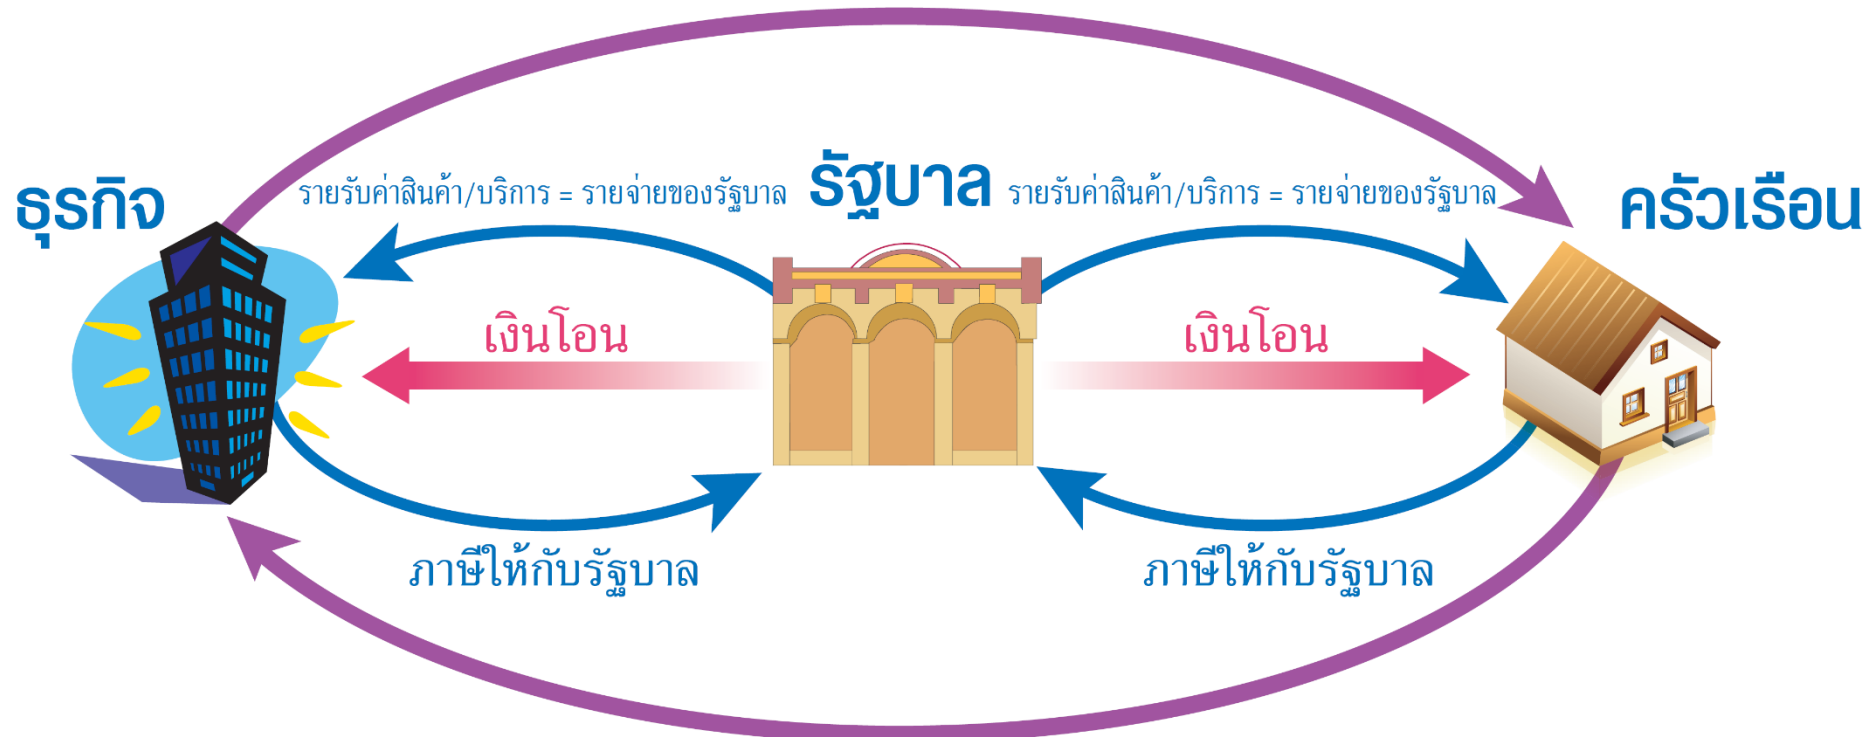 ธุรกิจ
รายรับค่าสินค้า/บริการ = รายจ่ายของรัฐบาล
รัฐบาล
รายรับค่าสินค้า/บริการ = รายจ่ายของรัฐบาล
ครัวเรือน
เงินโอน
เงินโอน
ภาษีให้กับรัฐบาล
ภาษีให้กับรัฐบาล